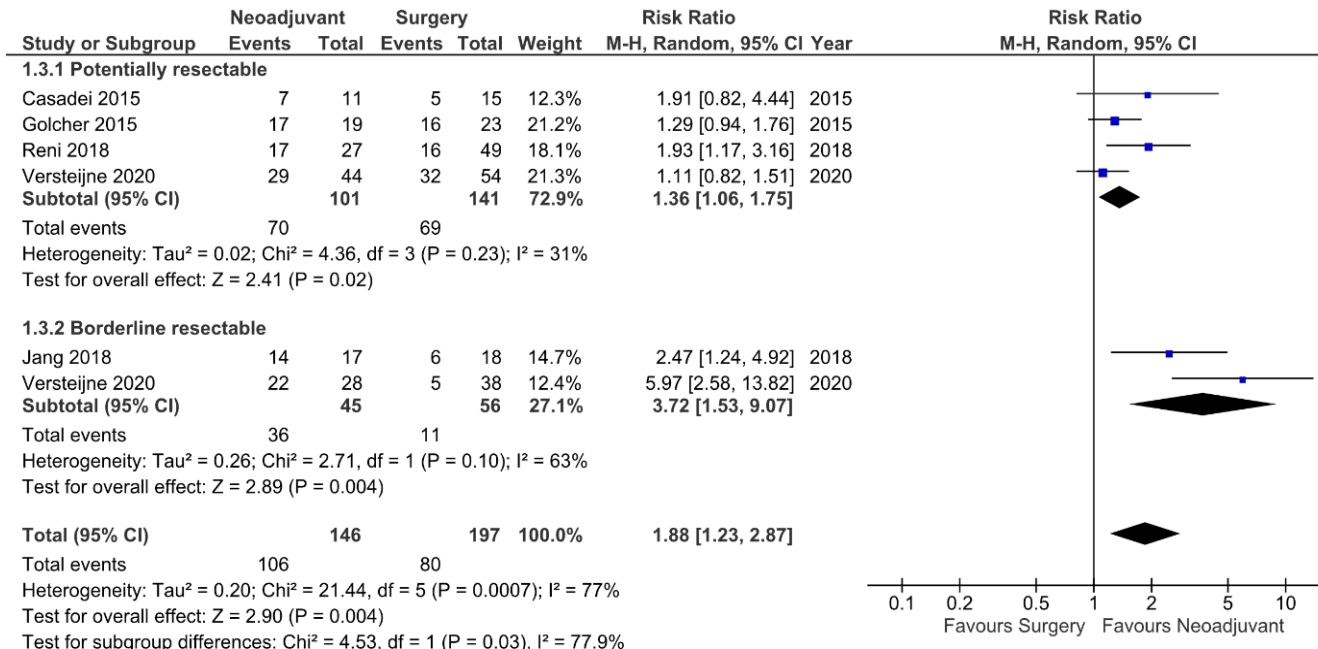 Neoadjuvant Surgery Risk Ratio Risk Ratio
Study or Subgroup Events Total Events Total Weight M-H, Random, 95% CI Year M-H, Random, 95% CI
1.3.1 Potentially resectable
Casadei 2015 7 11 5 15 12.3% 1.91 [0.82, 4.44] 2015
Golcher 2015 17 19 16 23 21.2% 1.29 [0.94, 1.76] 2015
Reni 2018 17 27 16 49 18.1% 1.93 [1.17, 3.16] 2018
Versteijne 2020 29 44 32 54 21.3% 1.11 [0.82, 1.51] 2020
Subtotal (95% CI) 101 141 72.9% 1.36 [1.06, 1.75]
Total events 70 69
Heterogeneity: Tau² = 0.02; Chi² = 4.36, df = 3 (P = 0.23); I² = 31%
Test for overall effect: Z = 2.41 (P = 0.02)
1.3.2 Borderline resectable
Jang 2018 14 17 6 18 14.7% 2.47 [1.24, 4.92] 2018
Versteijne 2020 22 28 5 38 12.4% 5.97 [2.58, 13.82] 2020
Subtotal (95% CI) 45 56 27.1% 3.72 [1.53, 9.07]
Total events 36 11
Heterogeneity: Tau² = 0.26; Chi² = 2.71, df = 1 (P = 0.10); I² = 63%
Test for overall effect: Z = 2.89 (P = 0.004)
Total (95% CI) 146 197 100.0% 1.88 [1.23, 2.87]
Total events 106 80
Heterogeneity: Tau² = 0.20; Chi² = 21.44, df = 5 (P = 0.0007); I² = 77%
Test for overall effect: Z = 2.90 (P = 0.004)
Test for subgroup differences: Chi² = 4.53, df = 1 (P = 0.03), I² = 77.9%
0.1 0.2 0.5 1 2 5 10
Favours Surgery Favours Neoadjuvant